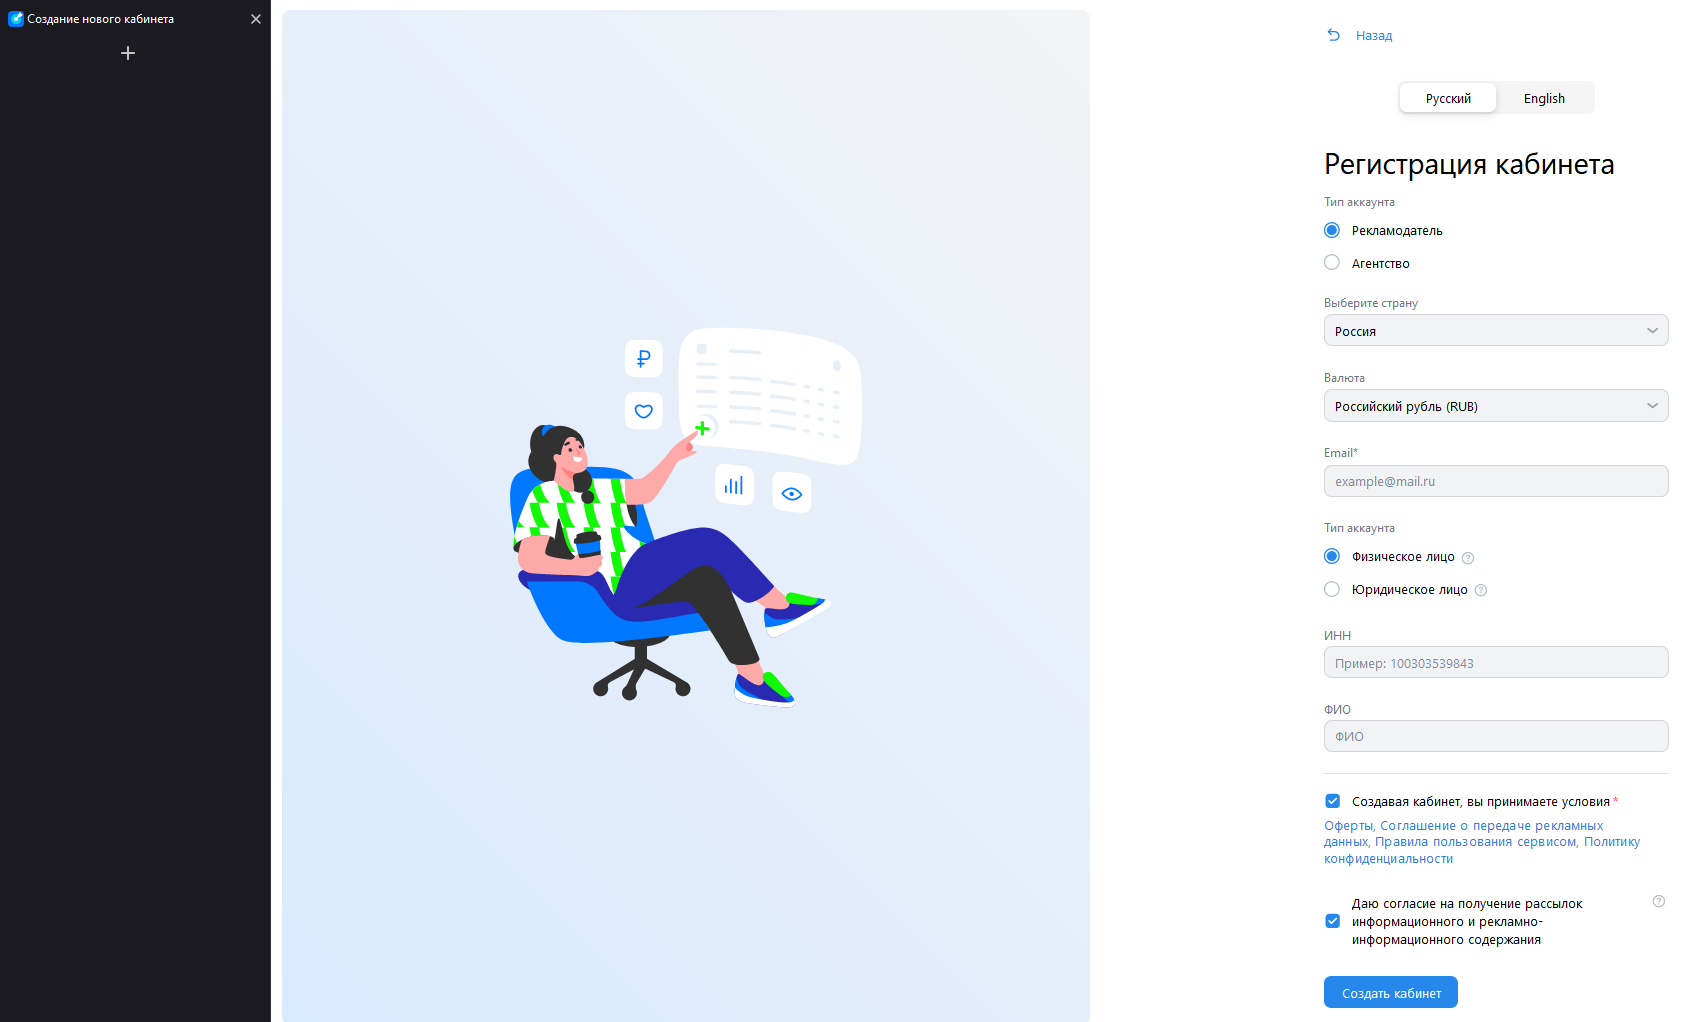 Создание нового кабинета
Назад
Русский
English
Регистрация кабинета
Тип аккаунта
Рекламодатель
Агентство
Выберите страну
Россия
Валюта
Российский рубль (RUB)
Email*
example@mail.ru
Тип аккаунта
Физическое лицо
Юридическое лицо
ИНН
Пример: 100303539843
ФИО
ФИО
Создавая кабинет, вы принимаете условия *
Оферты, Соглашение о передаче рекламных
данных, Правила пользования сервисом, Политику
конфиденциальности
Даю согласие на получение рассылок
информационного и рекламно-
информационного содержания
Создать кабинет